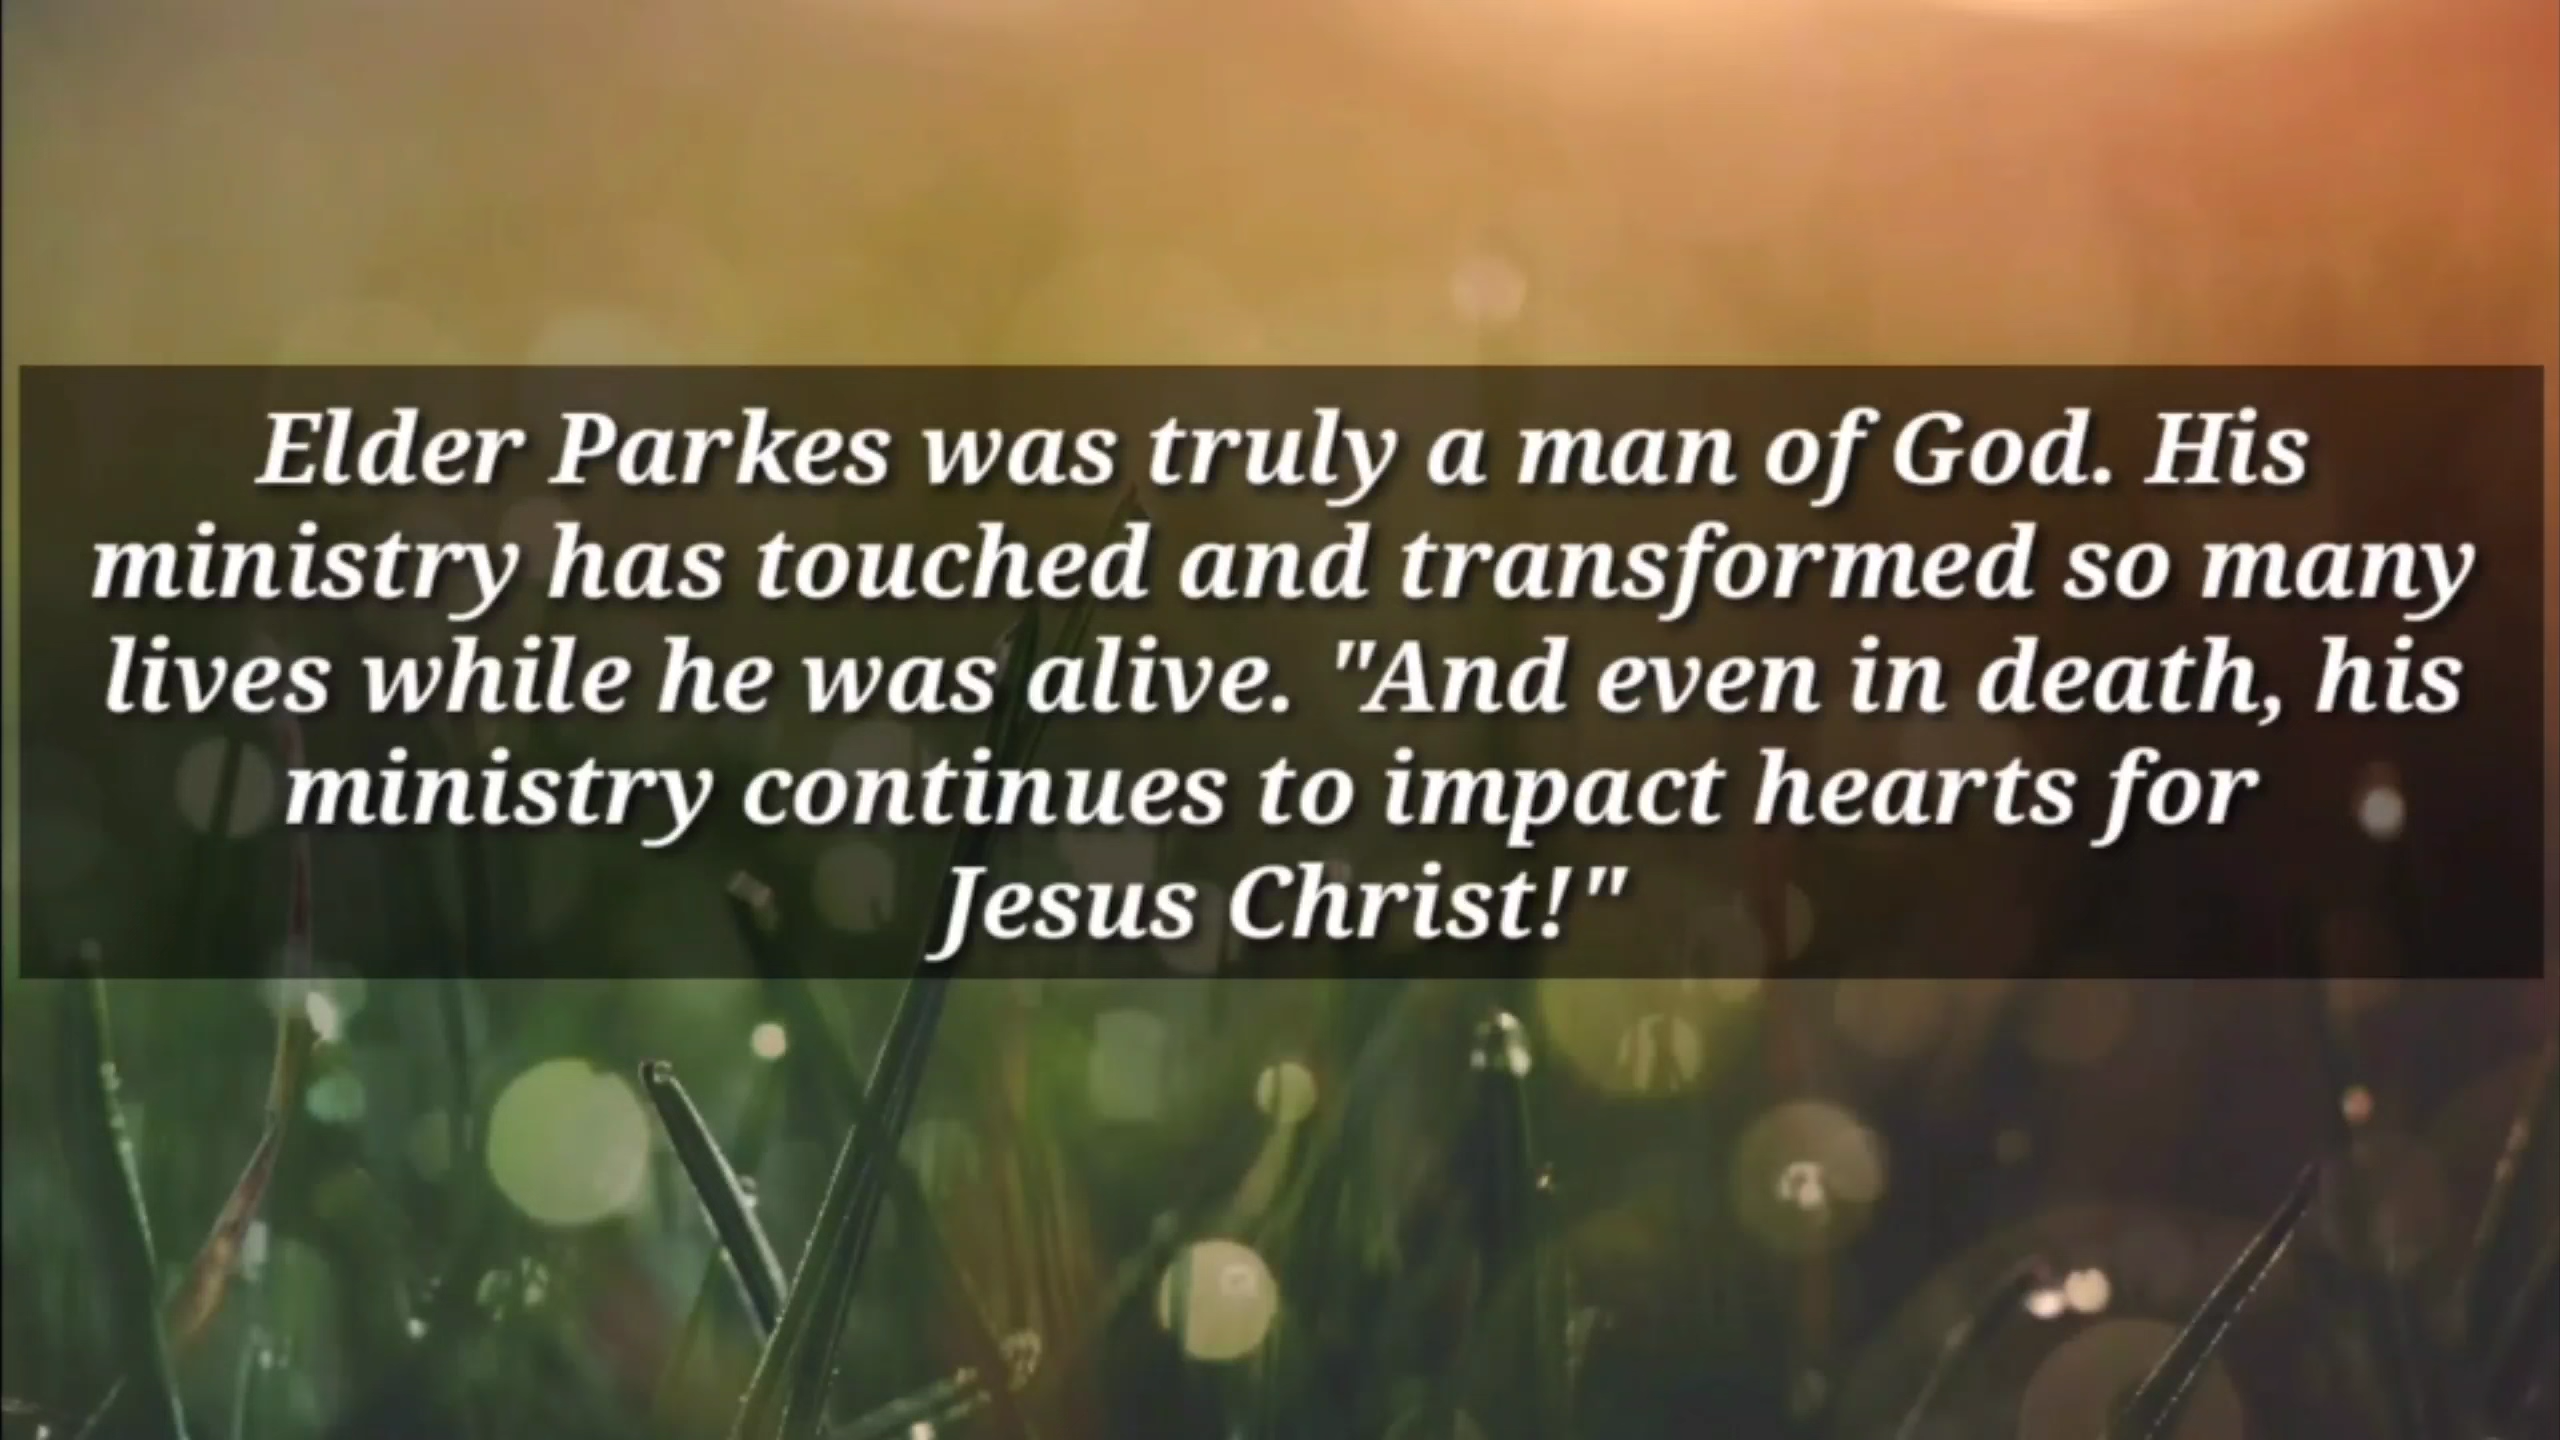 Elder Parkes was truly a man of God. His
ministry has touched and transformed so many
lives while he was alive. "And even in death, his
ministry continues to impact hearts for
Jesus Christ!"